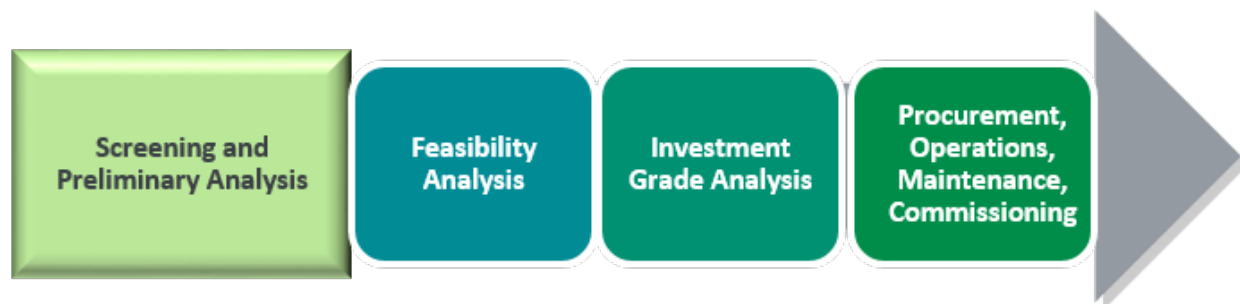 Screening and
Preliminary Analysis
Feasibility
Analysis
Investment
Grade Analysis
Procurement,
Operations,
Maintenance,
Commissioning